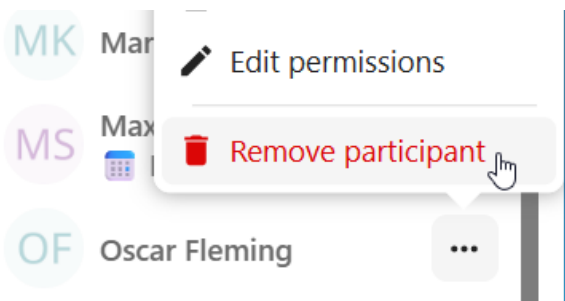 MK Mar
Edit permissions
MS Max
Remove participant
OF Oscar Fleming